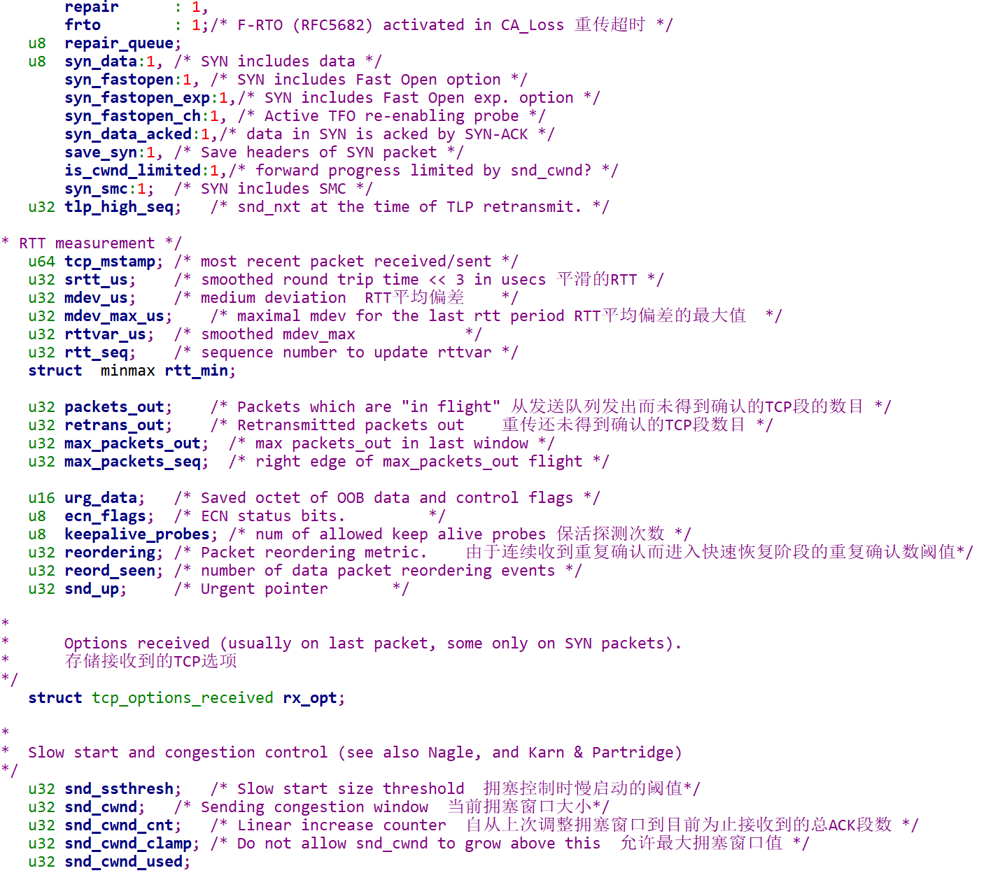 repair      : 1,
frto        : 1;/* F-RTO (RFC5682) activated in CA_Loss 重传超时 */
u8  repair_queue;
u8  syn_data:1, /* SYN includes data */
syn_fastopen:1, /* SYN includes Fast Open option */
syn_fastopen_exp:1,/* SYN includes Fast Open exp. option */
syn_fastopen_ch:1, /* Active TFO re-enabling probe */
syn_data_acked:1,/* data in SYN is acked by SYN-ACK */
save_syn:1, /* Save headers of SYN packet */
is_cwnd_limited:1,/* forward progress limited by snd_cwnd? */
syn_smc:1;  /* SYN includes SMC */
u32 tlp_high_seq;   /* snd_nxt at the time of TLP retransmit. */
* RTT measurement */
u64 tcp_mstamp; /* most recent packet received/sent */
u32 srtt_us;    /* smoothed round trip time << 3 in usecs 平滑的RTT */
u32 mdev_us;    /* medium deviation  RTT平均偏差    */
u32 mdev_max_us;    /* maximal mdev for the last rtt period RTT平均偏差的最大值  */
u32 rttvar_us;  /* smoothed mdev_max            */
u32 rtt_seq;    /* sequence number to update rttvar */
struct  minmax rtt_min;
u32 packets_out;    /* Packets which are "in flight" 从发送队列发出而未得到确认的TCP段的数目 */
u32 retrans_out;    /* Retransmitted packets out    重传还未得到确认的TCP段数目 */
u32 max_packets_out;  /* max packets_out in last window */
u32 max_packets_seq;  /* right edge of max_packets_out flight */
u16 urg_data;   /* Saved octet of OOB data and control flags */
u8  ecn_flags;  /* ECN status bits.         */
u8  keepalive_probes; /* num of allowed keep alive probes 保活探测次数 */
u32 reordering; /* Packet reordering metric.    由于连续收到重复确认而进入快速恢复阶段的重复确认数阈值*/
u32 reord_seen; /* number of data packet reordering events */
u32 snd_up;     /* Urgent pointer       */
*
*      Options received (usually on last packet, some only on SYN packets).
*      存储接收到的TCP选项
*/
struct tcp_options_received rx_opt;
*
*  Slow start and congestion control (see also Nagle, and Karn & Partridge)
*/
u32 snd_ssthresh;   /* Slow start size threshold  拥塞控制时慢启动的阈值*/
u32 snd_cwnd;   /* Sending congestion window  当前拥塞窗口大小*/
u32 snd_cwnd_cnt;   /* Linear increase counter  自从上次调整拥塞窗口到目前为止接收到的总ACK段数 */
u32 snd_cwnd_clamp; /* Do not allow snd_cwnd to grow above this  允许最大拥塞窗口值 */
u32 snd_cwnd_used;